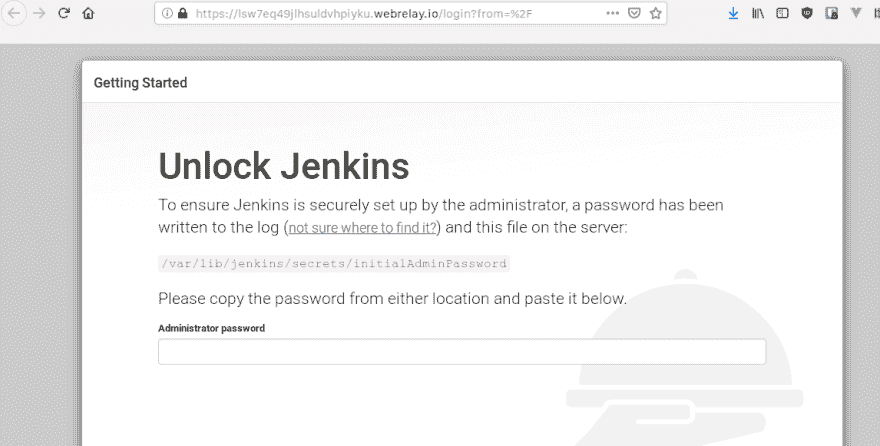 https://lsw7eq49jlhsuldvhpiyku.webrelay.io/login?from=%2F
Getting Started
Unlock Jenkins
To ensure Jenkins is securely set up by the administrator, a password has been
written to the log (not sure where to find it?) and this file on the server:
/var/lib/jenkins/secrets/initialAdminPassword
Please copy the password from either location and paste it below.
Administrator password